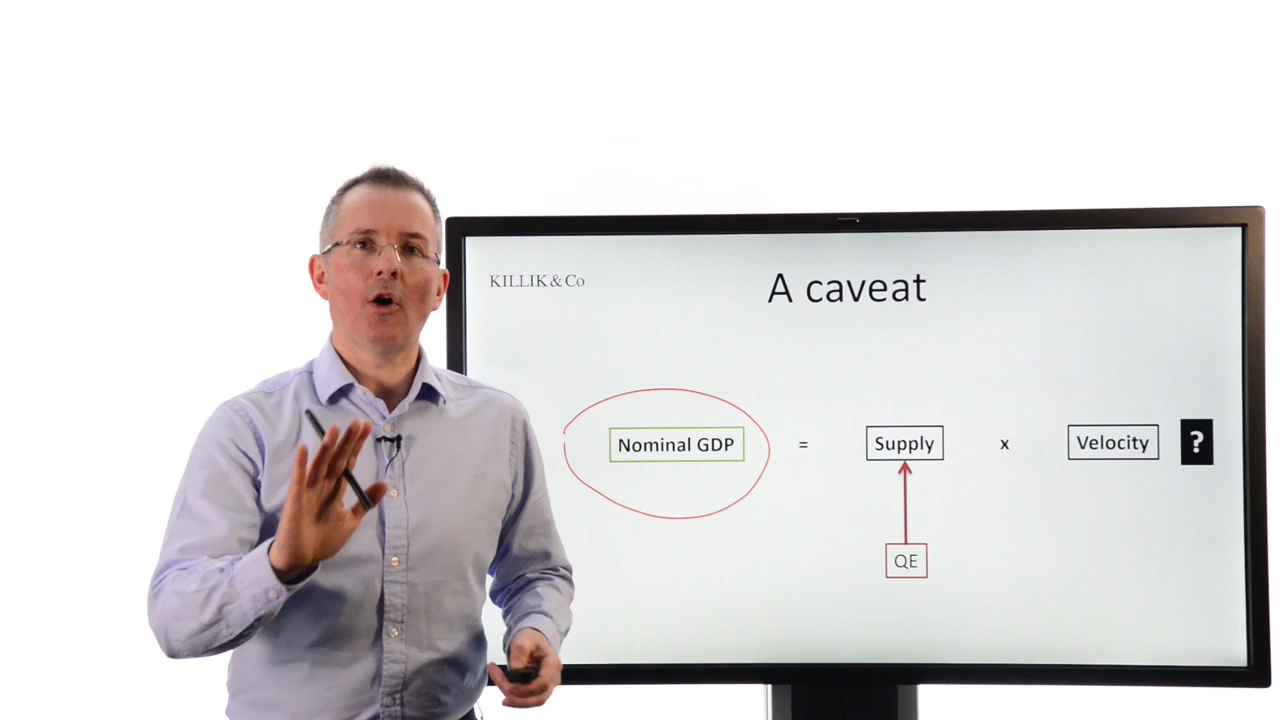 KILLIK & Co
A caveat
Nominal GDP = Supply x Velocity ?
QE